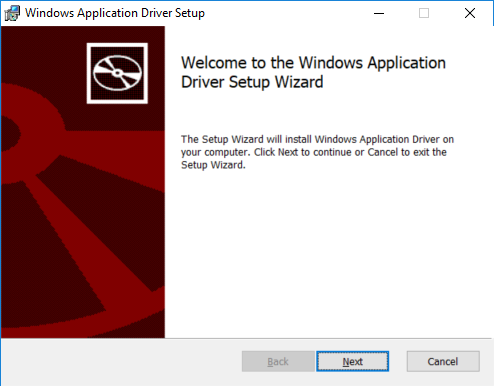 Windows Application Driver Setup
Welcome to the Windows Application
Driver Setup Wizard
The Setup Wizard will install Windows Application Driver on
your computer. Click Next to continue or Cancel to exit the
Setup Wizard.
Back
Next
Cancel